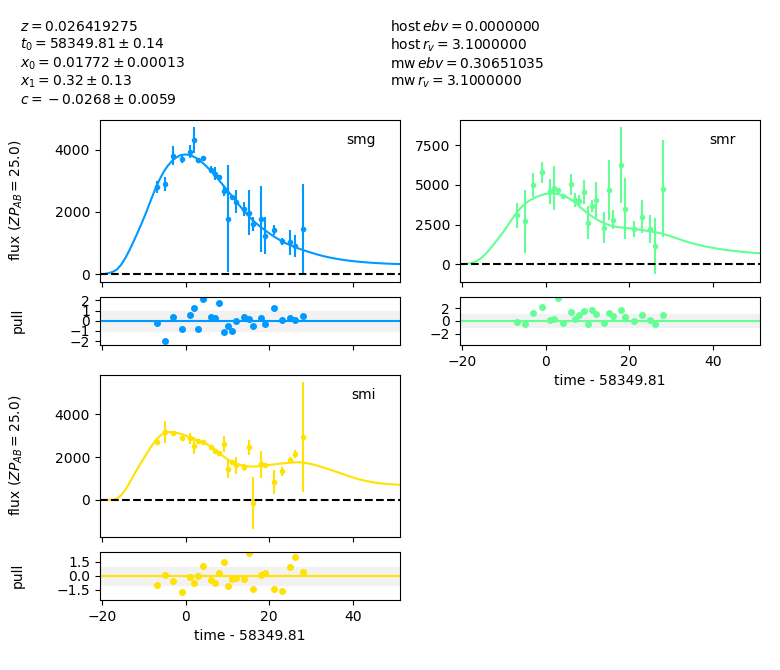 z = 0.026419275
t₀ = 58349.81 ± 0.14
x₀ = 0.01772 ± 0.00013
x₁ = 0.32 ± 0.13
c = −0.0268 ± 0.0059
host ebv = 0.0000000
host r_v = 3.1000000
mw ebv = 0.30651035
mw r_v = 3.1000000
flux (ZP_AB = 25.0)
4000
2000
0
smg
7500
5000
2500
0
smr
pull
2
1
0
−1
−2
2
0
−2
−20
0
20
40
time - 58349.81
flux (ZP_AB = 25.0)
4000
2000
0
smi
pull
1.5
0.0
−1.5
−20
0
20
40
time - 58349.81